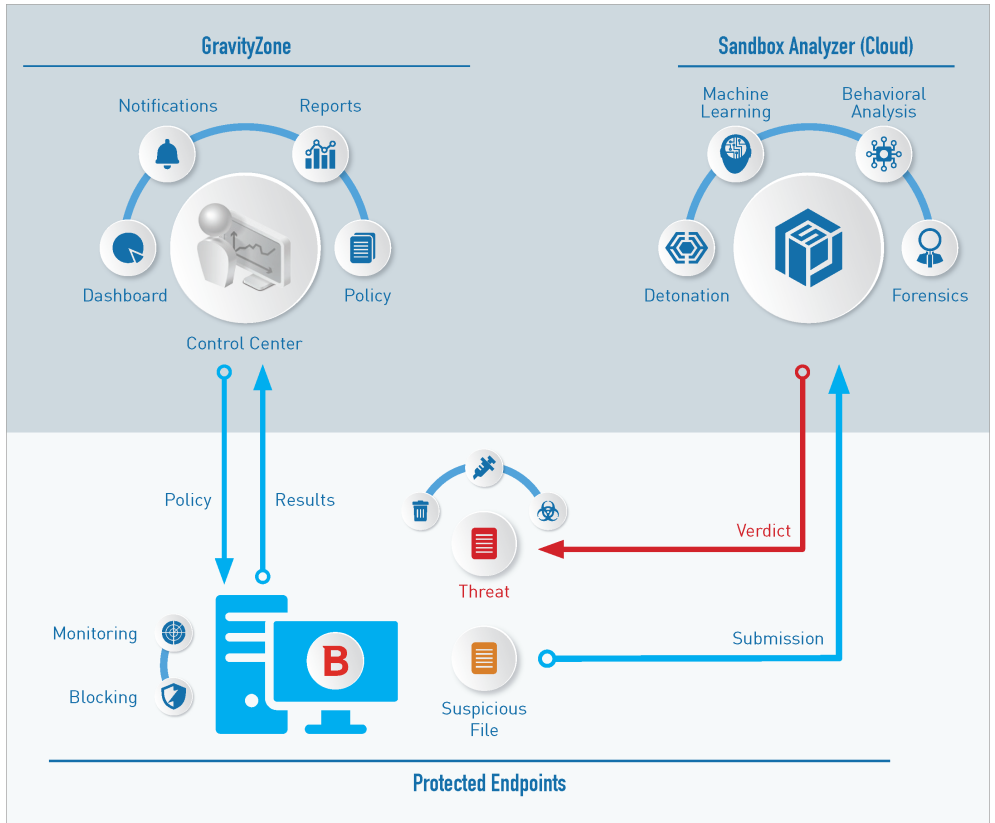 GravityZone
Sandbox Analyzer (Cloud)
Notifications
Reports
Dashboard
Policy
Control Center
Machine
Learning
Behavioral
Analysis
Detonation
Forensics
Policy
Results
Verdict
Threat
Monitoring
Blocking
B
Submission
Suspicious
File
Protected Endpoints